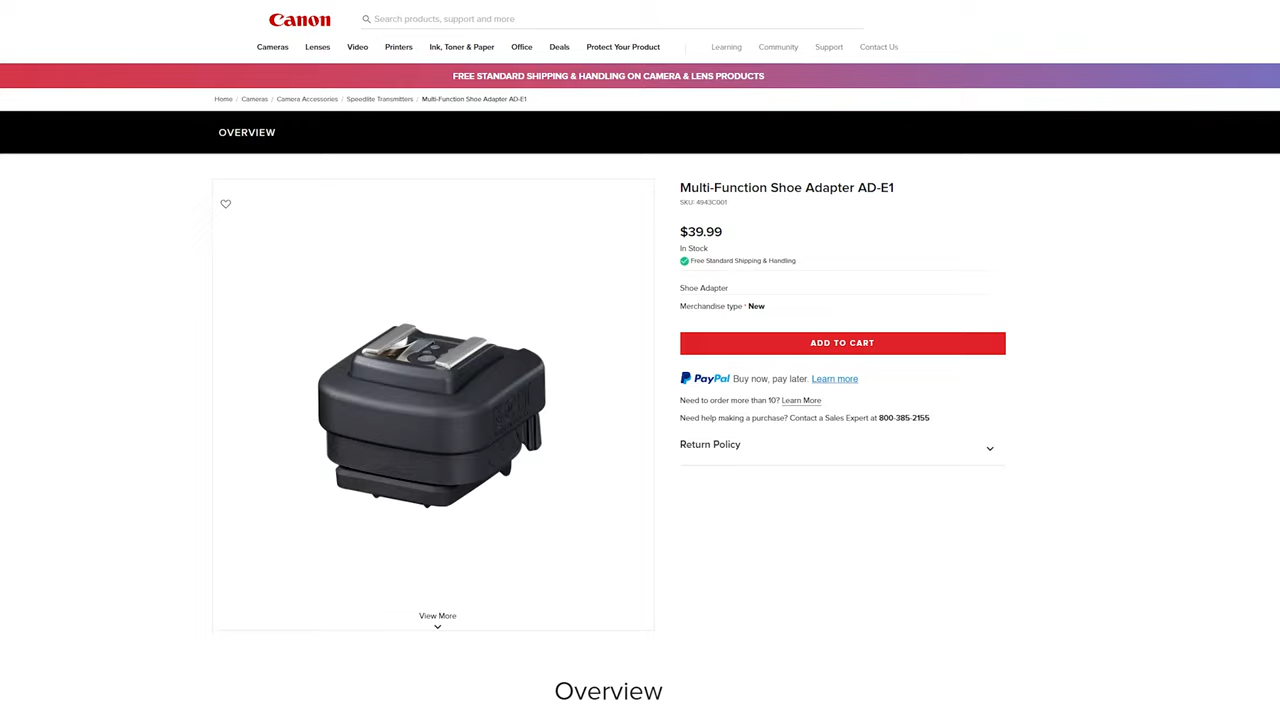 Canon
Search products, support and more
Cameras Lenses Video Printers Ink, Toner & Paper Office Deals Protect Your Product Learning Community Support Contact Us
FREE STANDARD SHIPPING & HANDLING ON CAMERA & LENS PRODUCTS
Home / Cameras / Camera Accessories / Speedlite Transmitters / Multi-Function Shoe Adapter AD-E1
OVERVIEW
Multi-Function Shoe Adapter AD-E1
SKU: 4943C001
$39.99
In Stock
Free Standard Shipping & Handling
Shoe Adapter
Merchandise type * New
ADD TO CART
PayPal Buy now, pay later. Learn more
Need to order more than 10? Learn More
Need help making a purchase? Contact a Sales Expert at 800-385-2155
Return Policy
View More
Overview